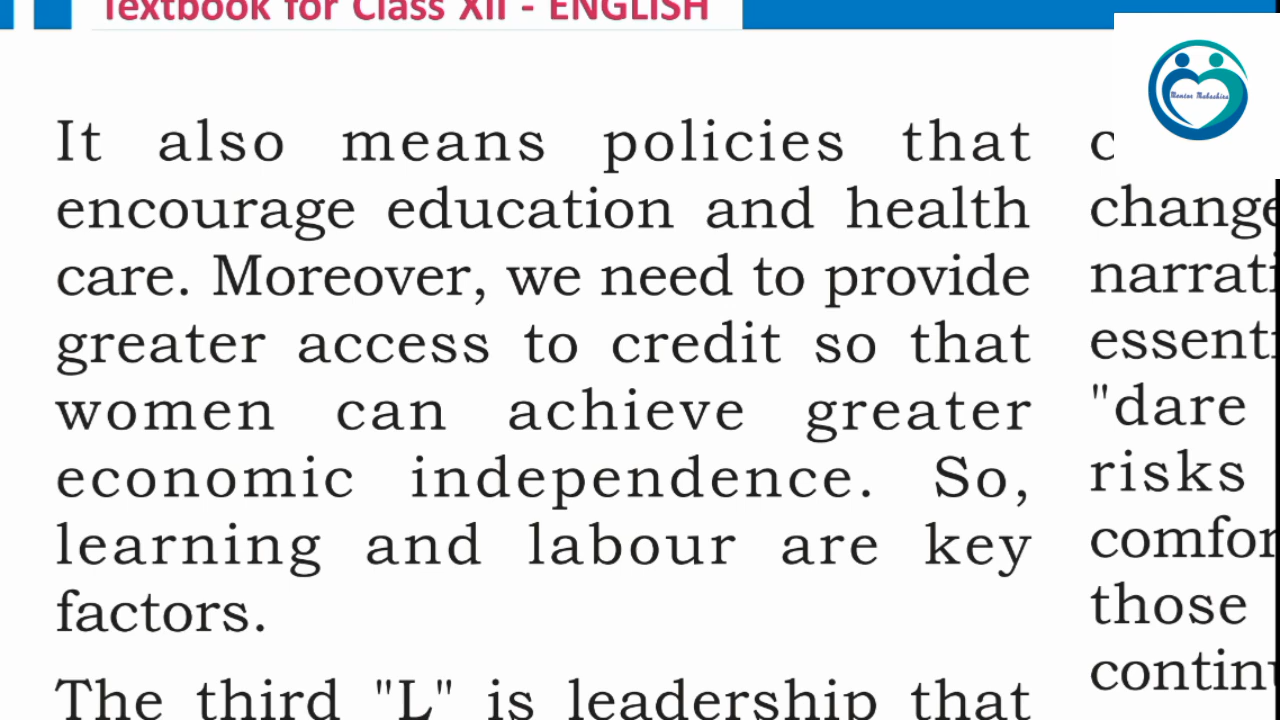 Textbook for Class XII - ENGLISH
It also means policies that
encourage education and health
care. Moreover, we need to provide
greater access to credit so that
women can achieve greater
economic independence. So,
learning and labour are key
factors.
The third "L" is leadership that
"dare
risks
those